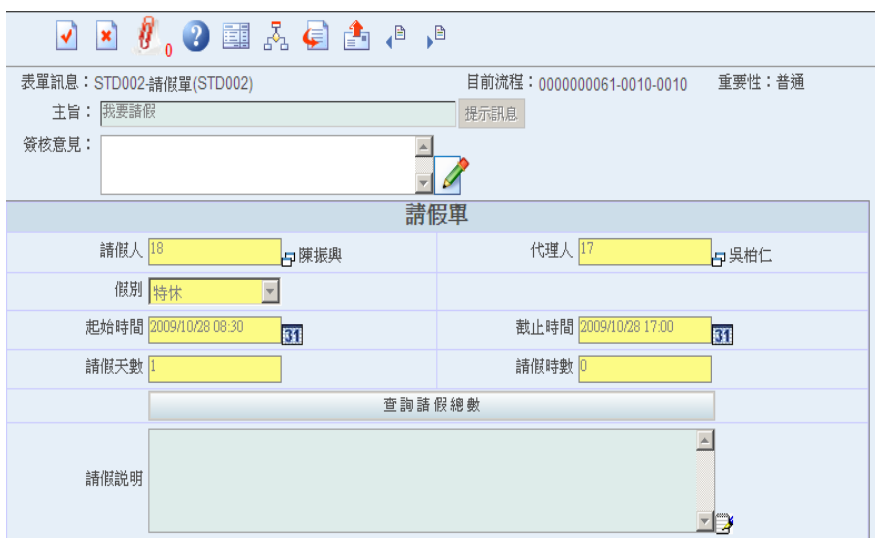 0
表單訊息：STD002-請假單(STD002) 目前流程：0000000061-0010-0010 重要性：普通
主旨： 我要請假 提示訊息
簽核意見：
請假單
請假人 18 陳振興 代理人 17 吳柏仁
假別 特休
起始時間 2009/10/28 08:30 31 截止時間 2009/10/28 17:00 31
請假天數 1 請假時數 0
查詢請假總數
請假說明